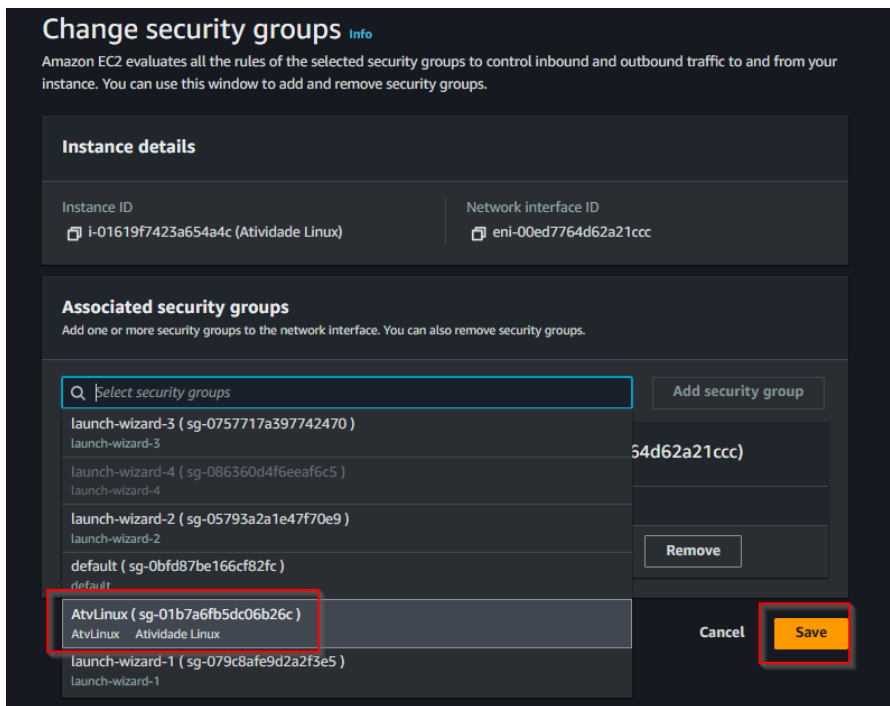 Change security groups Info
Amazon EC2 evaluates all the rules of the selected security groups to control inbound and outbound traffic to and from your
instance. You can use this window to add and remove security groups.
Instance details
Instance ID
i-01619f7423a654a4c (Atividade Linux)
Network interface ID
eni-00ed7764d62a21ccc
Associated security groups
Add one or more security groups to the network interface. You can also remove security groups.
Select security groups
Add security group
launch-wizard-3 ( sg-0757717a397742470 )
launch-wizard-3
64d62a21ccc)
launch-wizard-4 ( sg-086360d4f6eeaf6c5 )
launch-wizard-4
launch-wizard-2 ( sg-05793a2a1e47f70e9 )
launch-wizard-2
default ( sg-0bfd87be166cf82fc )
default
Remove
AtvLinux ( sg-01b7a6fb5dc06b26c )
AtvLinux Atividade Linux
Cancel
Save
launch-wizard-1 ( sg-079c8afe9d2a2f3e5 )
launch-wizard-1